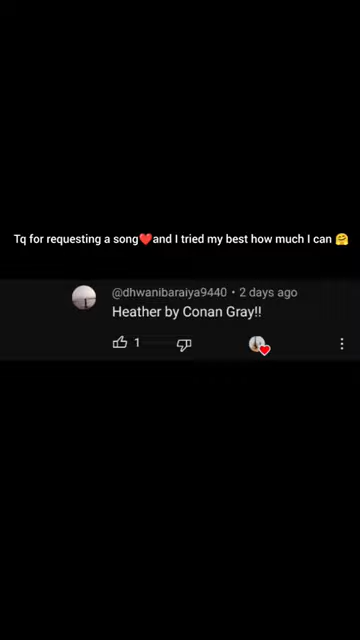 Tq for requesting a song❤️and I tried my best how much I can 🤗
@dhwanibaraiya9440 • 2 days ago
Heather by Conan Gray!!
1